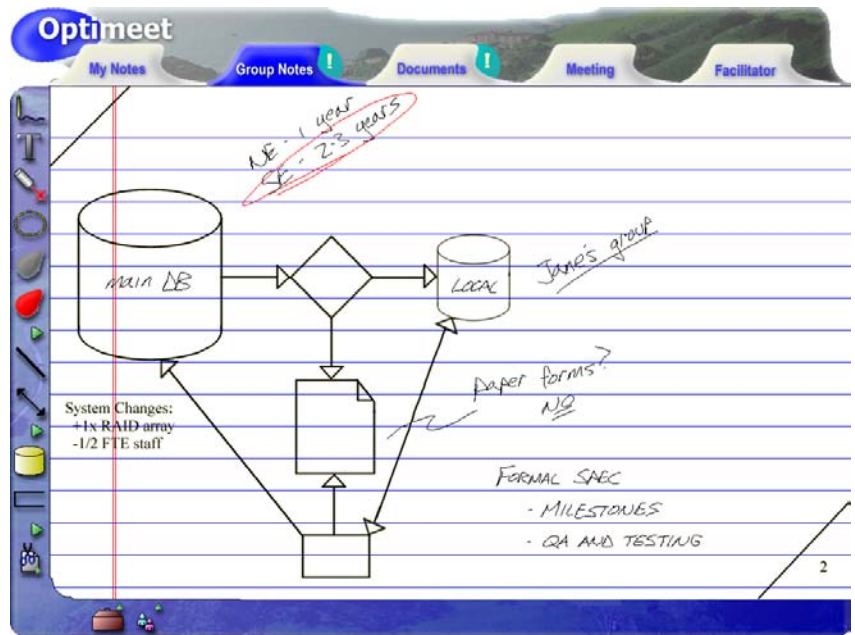 Optimeet
My Notes
Group Notes
!
Documents
!
Meeting
Facilitator
NE - 1 year
SE - 2-3 years
main DB
LOCAL
Jane's group
T
paper forms?
NO
System Changes:
+1x RAID array
-1/2 FTE staff
FORMAL SPEC
- MILESTONES
- QA AND TESTING
2